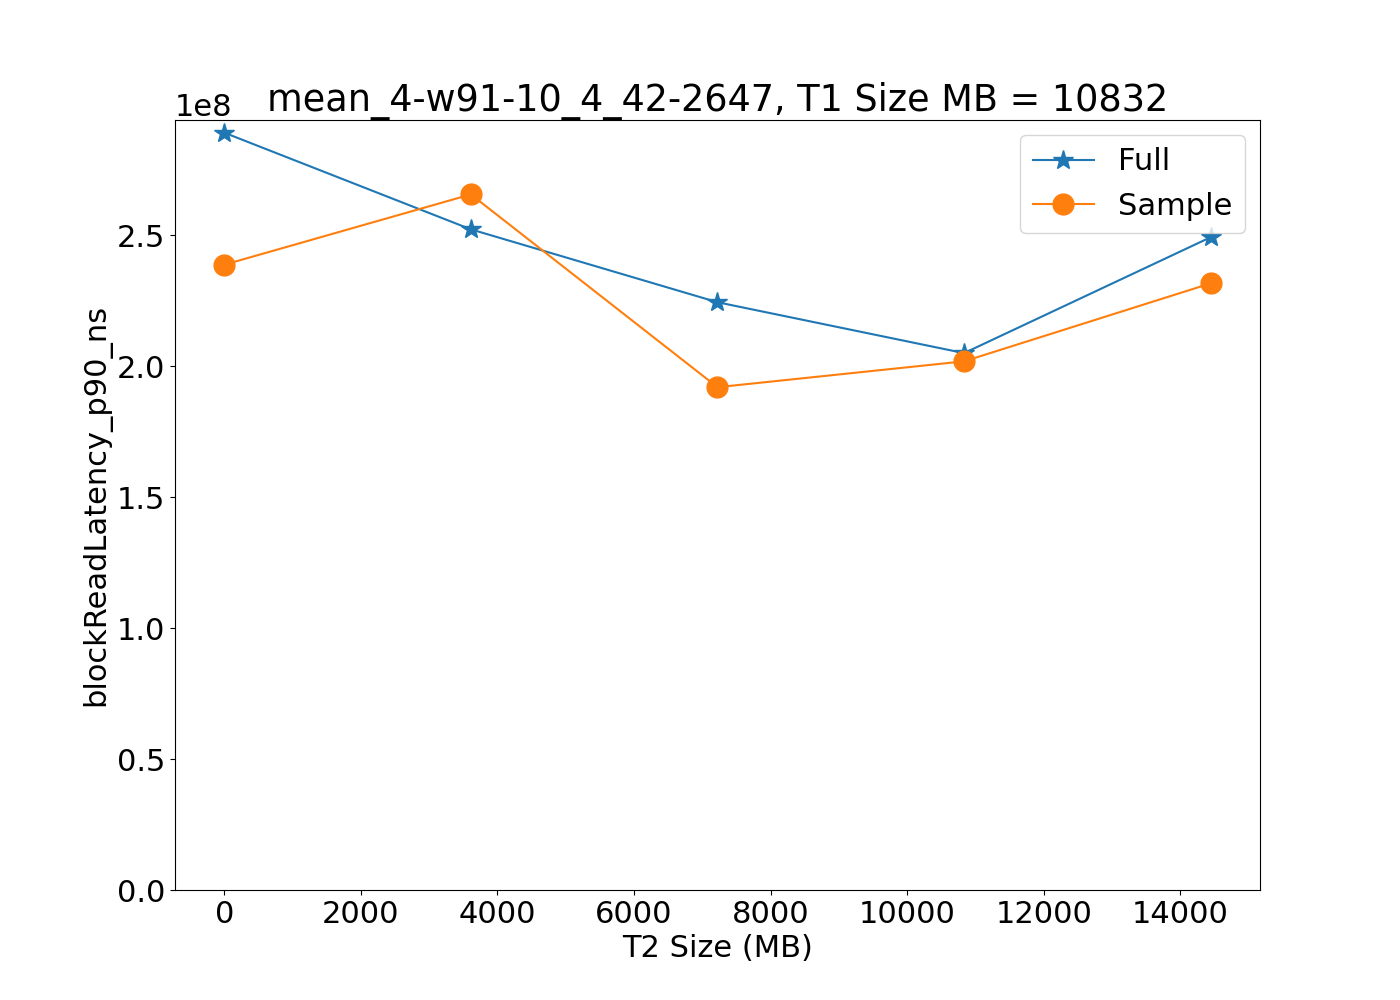 1e8
mean_4-w91-10_4_42-2647, T1 Size MB = 10832
Full
Sample
blockReadLatency_p90_ns
2.5
2.0
1.5
1.0
0.5
0.0
0 2000 4000 6000 8000 10000 12000 14000
T2 Size (MB)